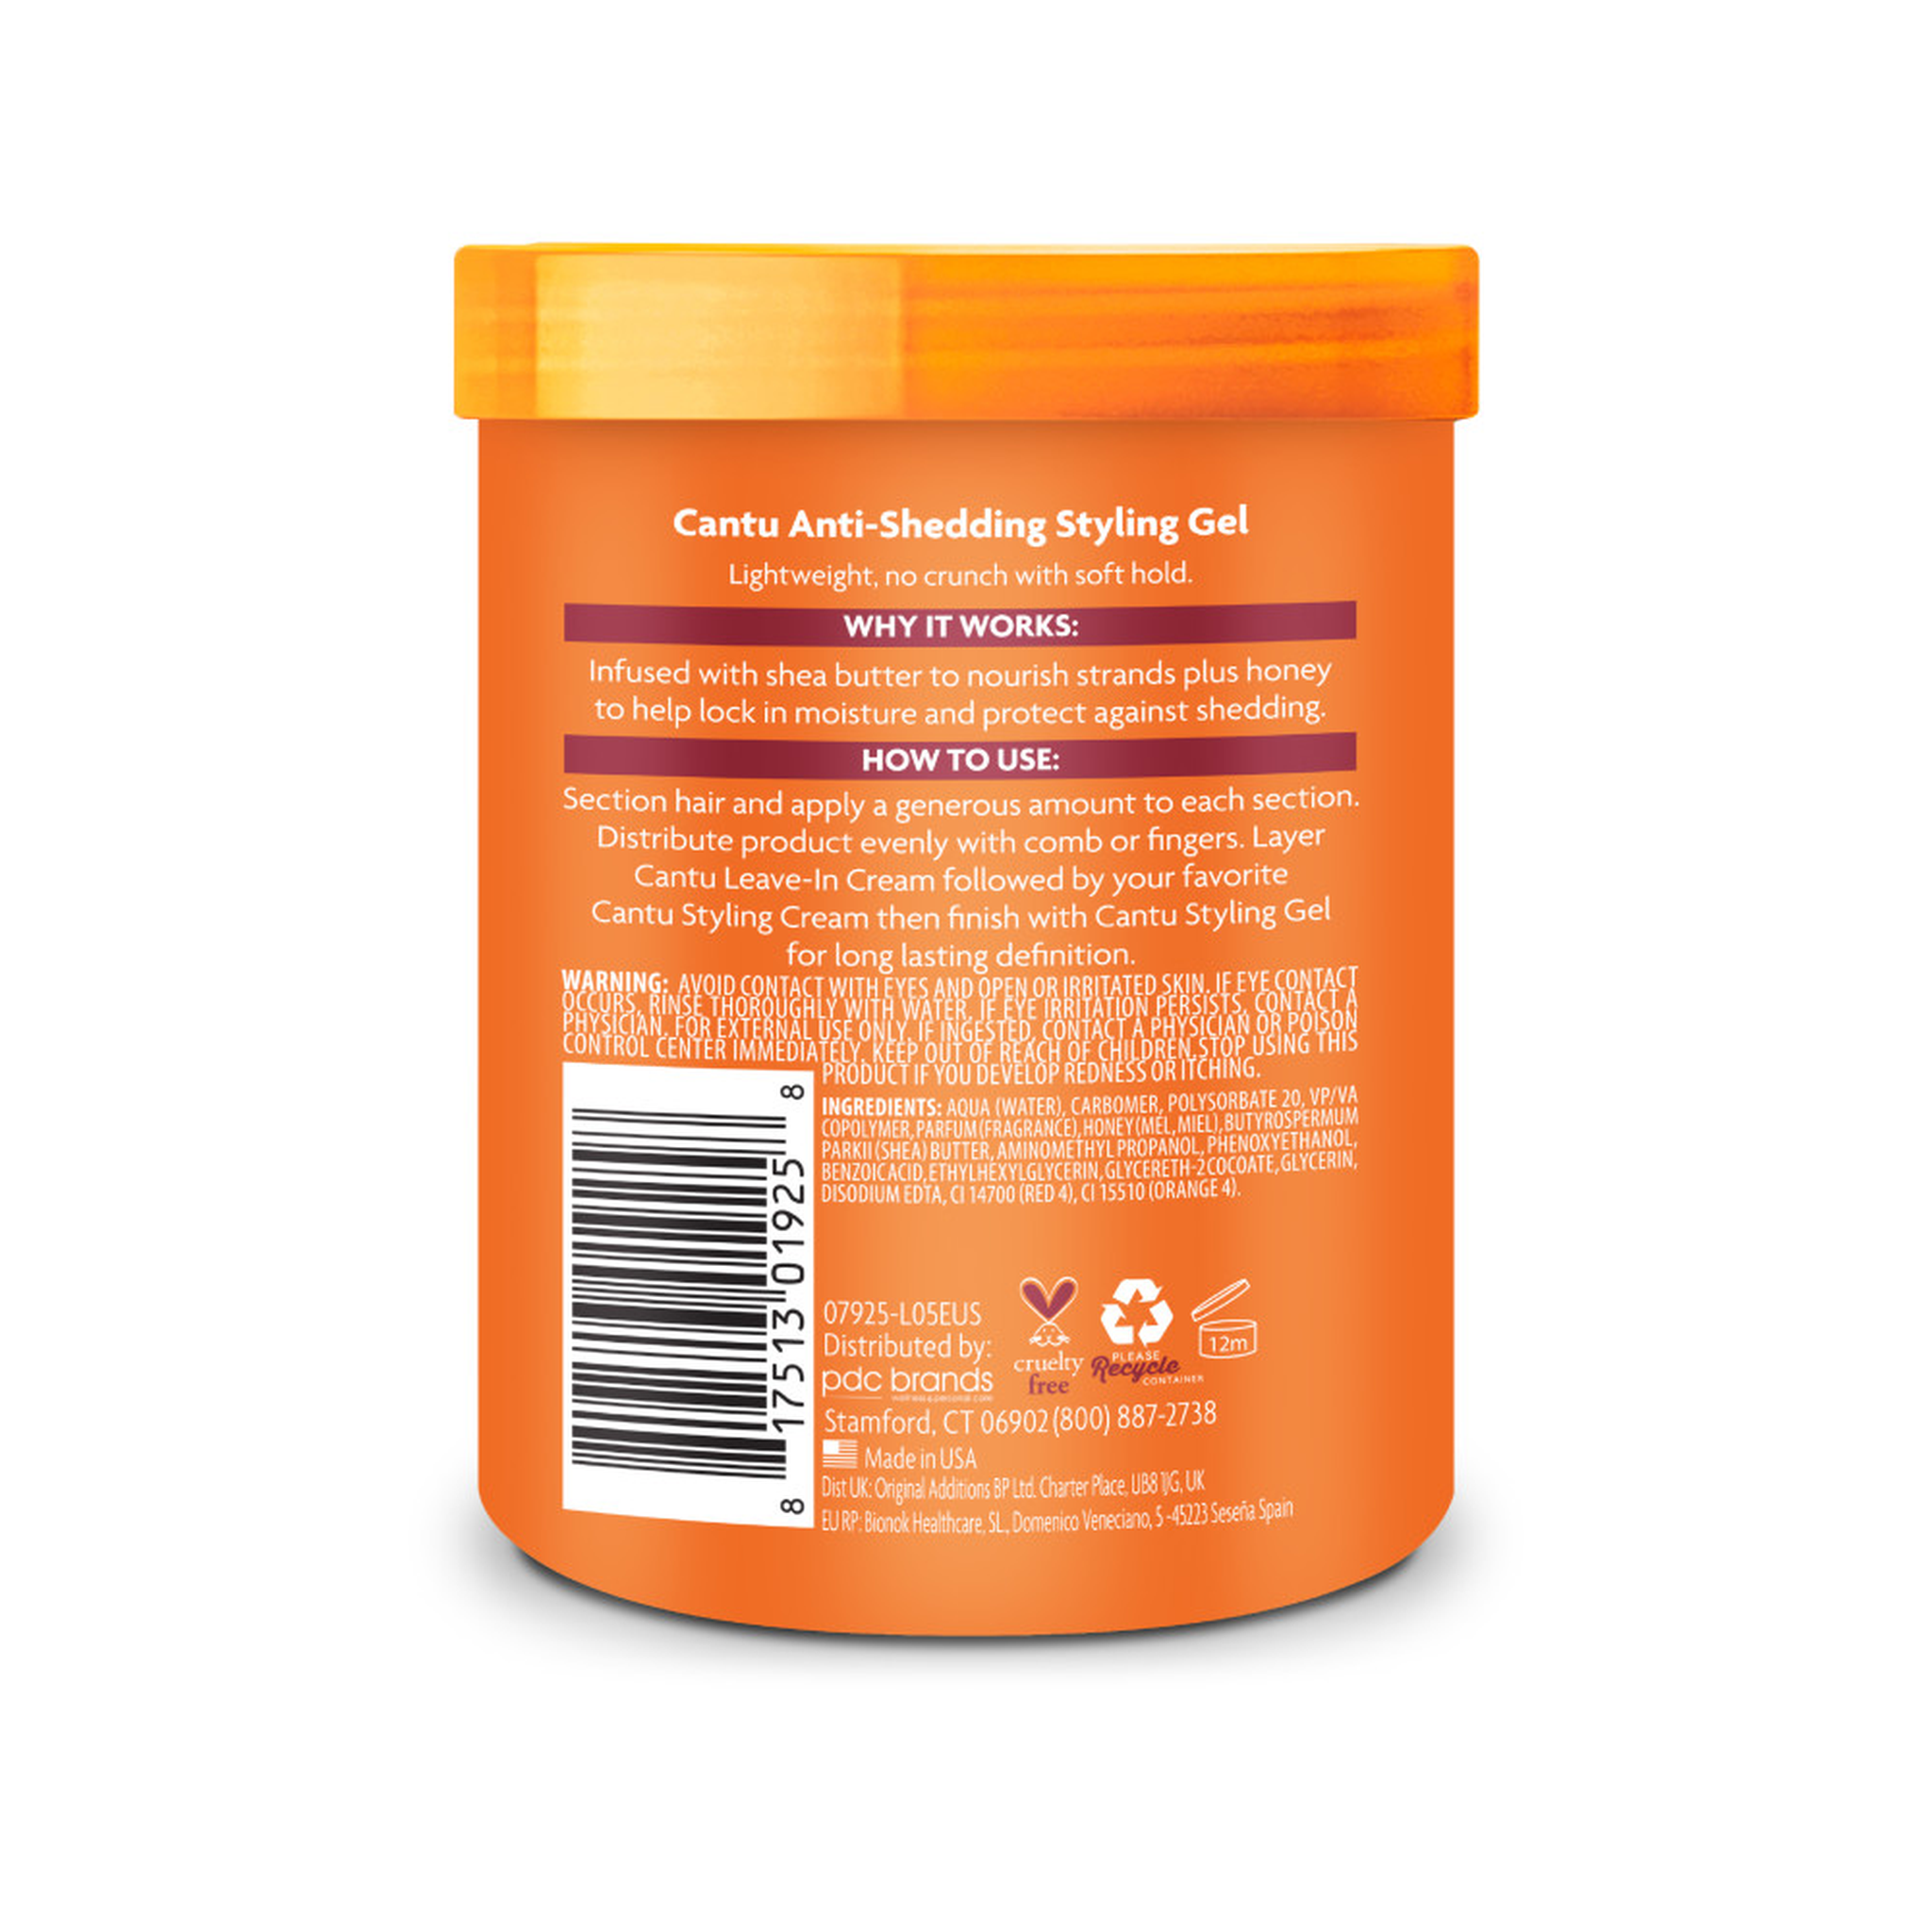 Cantu Anti-Shedding Styling Gel
Lightweight, no crunch with soft hold.
WHY IT WORKS:
Infused with shea butter to nourish strands plus honey
to help lock in moisture and protect against shedding.
HOW TO USE:
Section hair and apply a generous amount to each section.
Distribute product evenly with comb or fingers. Layer
Cantu Leave-In Cream followed by your favorite
Cantu Styling Cream then finish with Cantu Styling Gel
for long lasting definition.
WARNING: AVOID CONTACT WITH EYES AND OPEN OR IRRITATED SKIN. IF EYE CONTACT
OCCURS, RINSE THOROUGHLY WITH WATER. IF EYE IRRITATION PERSISTS, CONTACT A
PHYSICIAN. FOR EXTERNAL USE ONLY. IF INGESTED, CONTACT A PHYSICIAN OR POISON
CONTROL CENTER IMMEDIATELY. KEEP OUT OF REACH OF CHILDREN.STOP USING THIS
PRODUCT IF YOU DEVELOP REDNESS OR ITCHING.
INGREDIENTS: AQUA (WATER), CARBOMER, POLYSORBATE 20, VP/VA
COPOLYMER, PARFUM (FRAGRANCE), HONEY (MEL, MIEL), BUTYROSPERMUM
PARKII (SHEA) BUTTER, AMINOMETHYL PROPANOL, PHENOXYETHANOL,
BENZOIC ACID, ETHYLHEXYLGLYCERIN, GLYCERETH-2 COCOATE, GLYCERIN,
DISODIUM EDTA, CI 14700 (RED 4), CI 15510 (ORANGE 4).
8 17513 01925 8
07925-L05EUS
Distributed by:
pdc brands
wellness & personal care
cruelty
free
PLEASE
Recycle
CONTAINER
12m
Stamford, CT 06902 (800) 887-2738
Made in USA
Dist UK: Original Additions BP Ltd. Charter Place, UB8 1JG, UK
EU RP: Bionok Healthcare, SL., Domenico Veneciano, 5 -45223 Seseña Spain